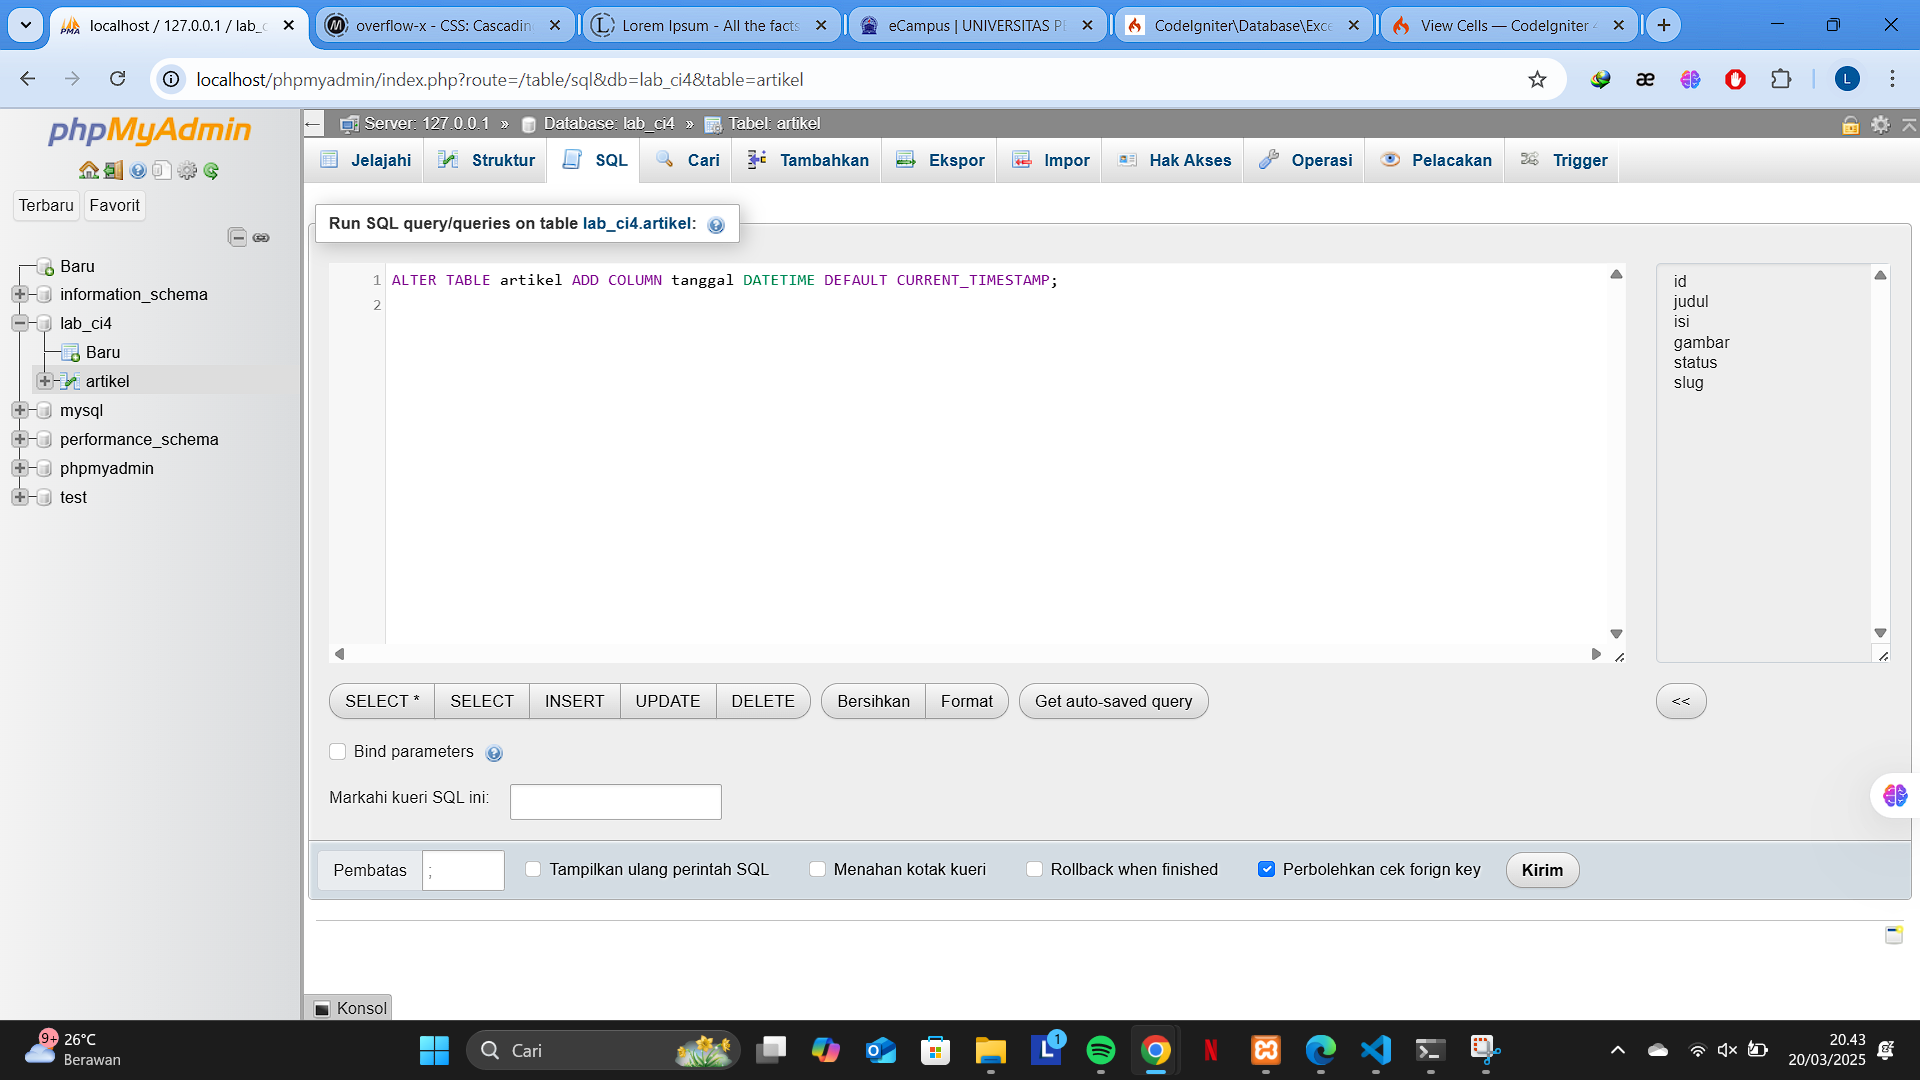 localhost / 127.0.0.1 / lab_c
overflow-x - CSS: Cascadin
Lorem Ipsum - All the facts
eCampus | UNIVERSITAS PE
CodeIgniter\Database\Exce
View Cells — CodeIgniter 4
localhost/phpmyadmin/index.php?route=/table/sql&db=lab_ci4&table=artikel
L
phpMyAdmin
Terbaru
Favorit
Baru
information_schema
lab_ci4
Baru
artikel
mysql
performance_schema
phpmyadmin
test
Server: 127.0.0.1 » Database: lab_ci4 » Tabel: artikel
Jelajahi
Struktur
SQL
Cari
Tambahkan
Ekspor
Impor
Hak Akses
Operasi
Pelacakan
Trigger
Run SQL query/queries on table lab_ci4.artikel:
1 ALTER TABLE artikel ADD COLUMN tanggal DATETIME DEFAULT CURRENT_TIMESTAMP;
2
id
judul
isi
gambar
status
slug
SELECT *
SELECT
INSERT
UPDATE
DELETE
Bersihkan
Format
Get auto-saved query
<<
Bind parameters
Markahi kueri SQL ini:
Pembatas
;
Tampilkan ulang perintah SQL
Menahan kotak kueri
Rollback when finished
Perbolehkan cek forign key
Kirim
Konsol
9+
26°C
Berawan
Cari
1
20.43
20/03/2025